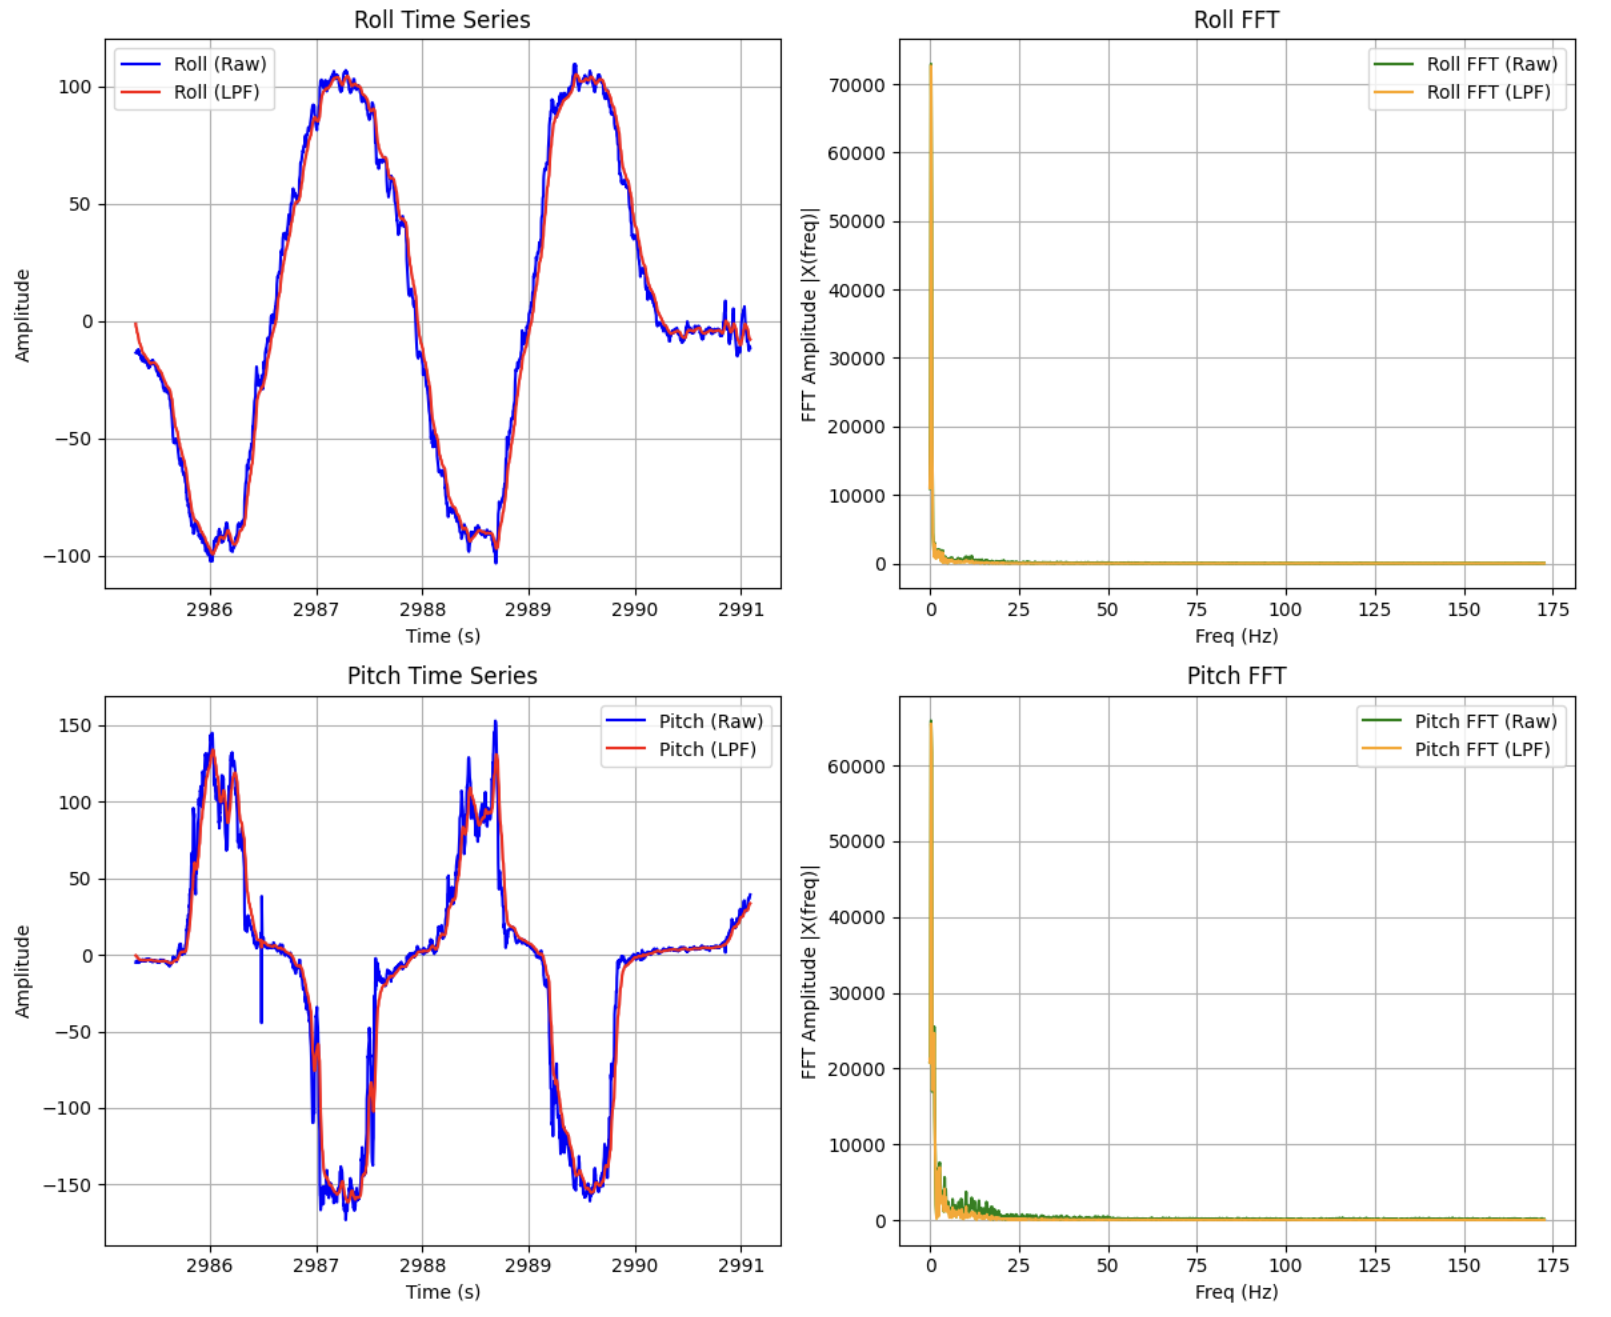 Roll Time Series
Roll (Raw)
Roll (LPF)
Amplitude
100
50
0
−50
−100
2986 2987 2988 2989 2990 2991
Time (s)
Roll FFT
Roll FFT (Raw)
Roll FFT (LPF)
FFT Amplitude |X(freq)|
70000
60000
50000
40000
30000
20000
10000
0
0 25 50 75 100 125 150 175
Freq (Hz)
Pitch Time Series
Pitch (Raw)
Pitch (LPF)
Amplitude
150
100
50
0
−50
−100
−150
2986 2987 2988 2989 2990 2991
Time (s)
Pitch FFT
Pitch FFT (Raw)
Pitch FFT (LPF)
FFT Amplitude |X(freq)|
60000
50000
40000
30000
20000
10000
0
0 25 50 75 100 125 150 175
Freq (Hz)